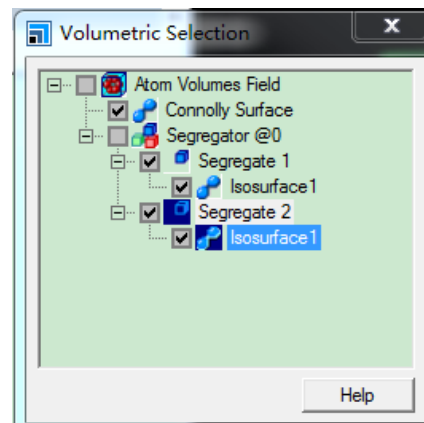 Volumetric Selection
x
Atom Volumes Field
Connolly Surface
Segregator @0
Segregate 1
Isosurface1
Segregate 2
Isosurface1
Help